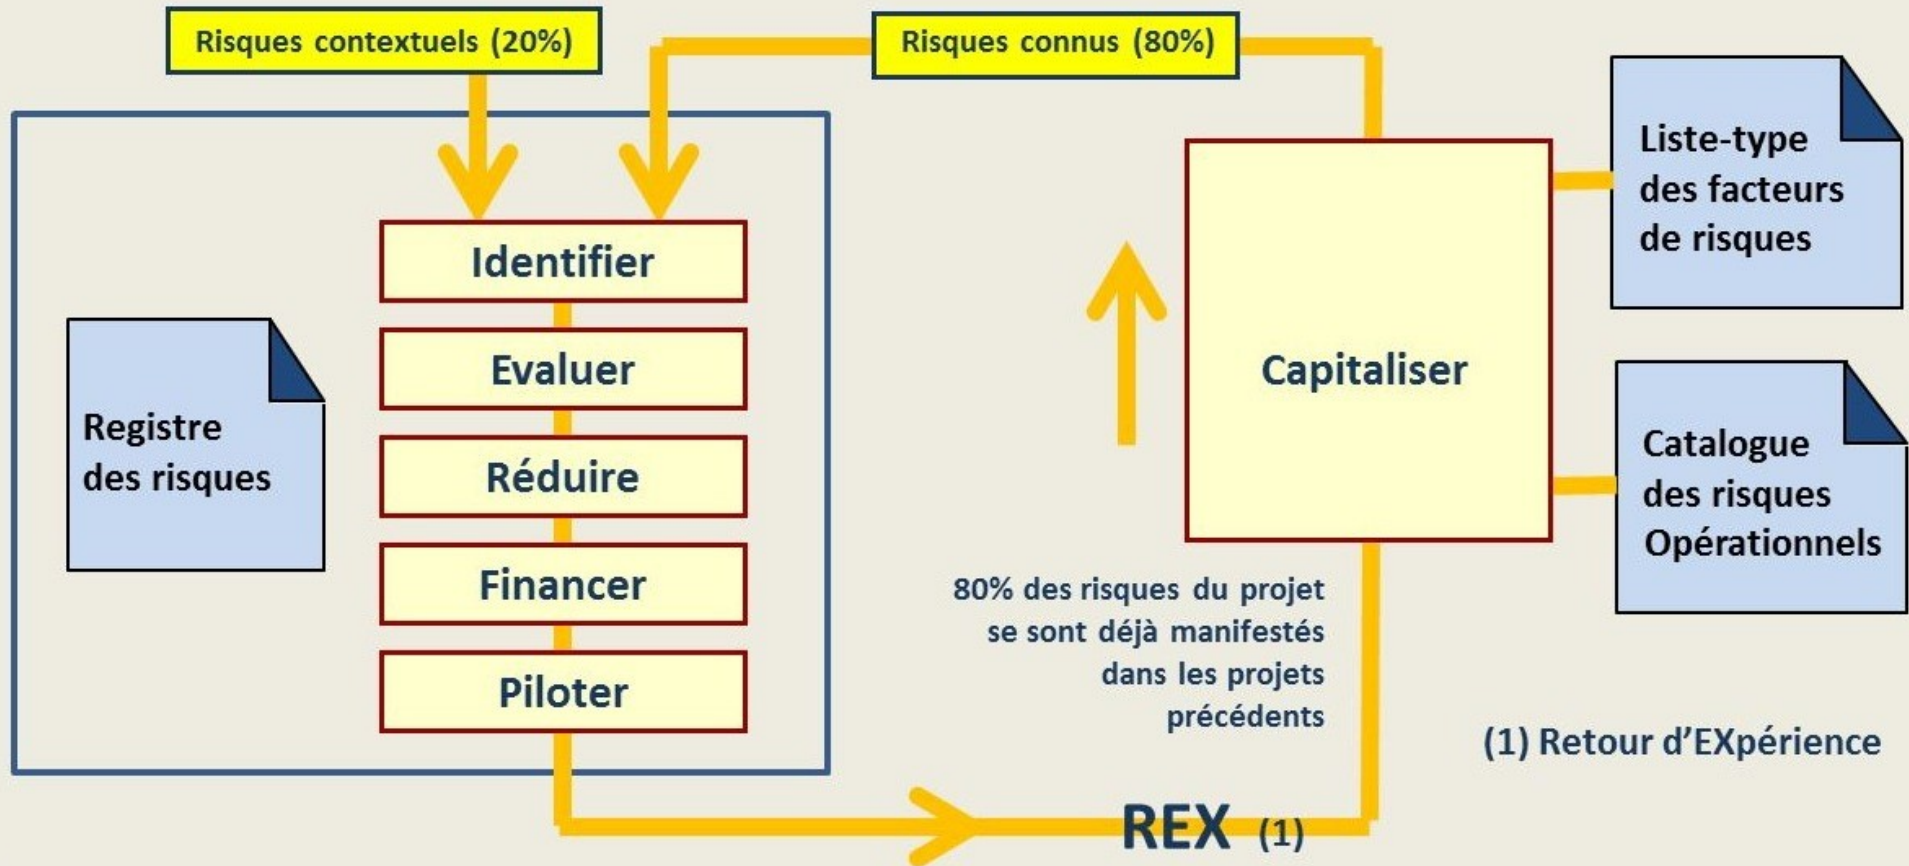 Risques contextuels (20%)
Risques connus (80%)
Identifier
Evaluer
Réduire
Financer
Piloter
Registre
des risques
Capitaliser
Liste-type
des facteurs
de risques
Catalogue
des risques
Opérationnels
80% des risques du projet
se sont déjà manifestés
dans les projets
précédents
(1) Retour d'EXpérience
REX (1)